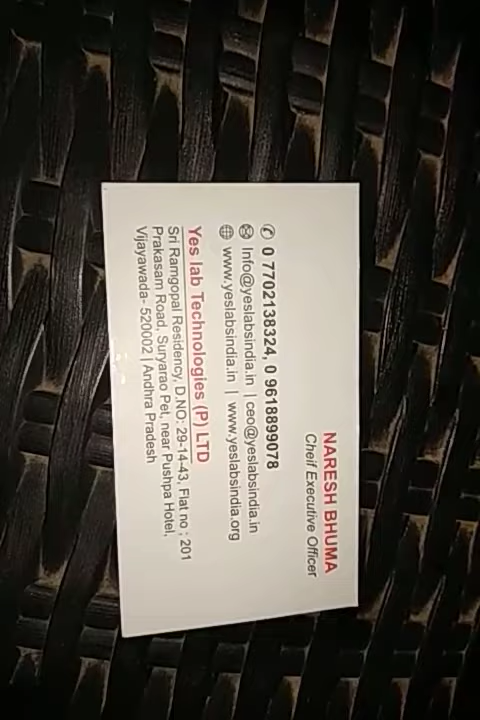 NARESH BHUMA
Cheif Executive Officer
0 7702138324, 0 9618899078
Info@yeslabsindia.in | ceo@yeslabsindia.in
www.yeslabsindia.in | www.yeslabsindia.org
Yes lab Technologies (P) LTD
Sri Ramgopal Residency, D.NO: 29-14-43, Flat no ; 201
Prakasam Road, Suryarao Pet, near Pushpa Hotel,
Vijayawada- 520002 | Andhra Pradesh